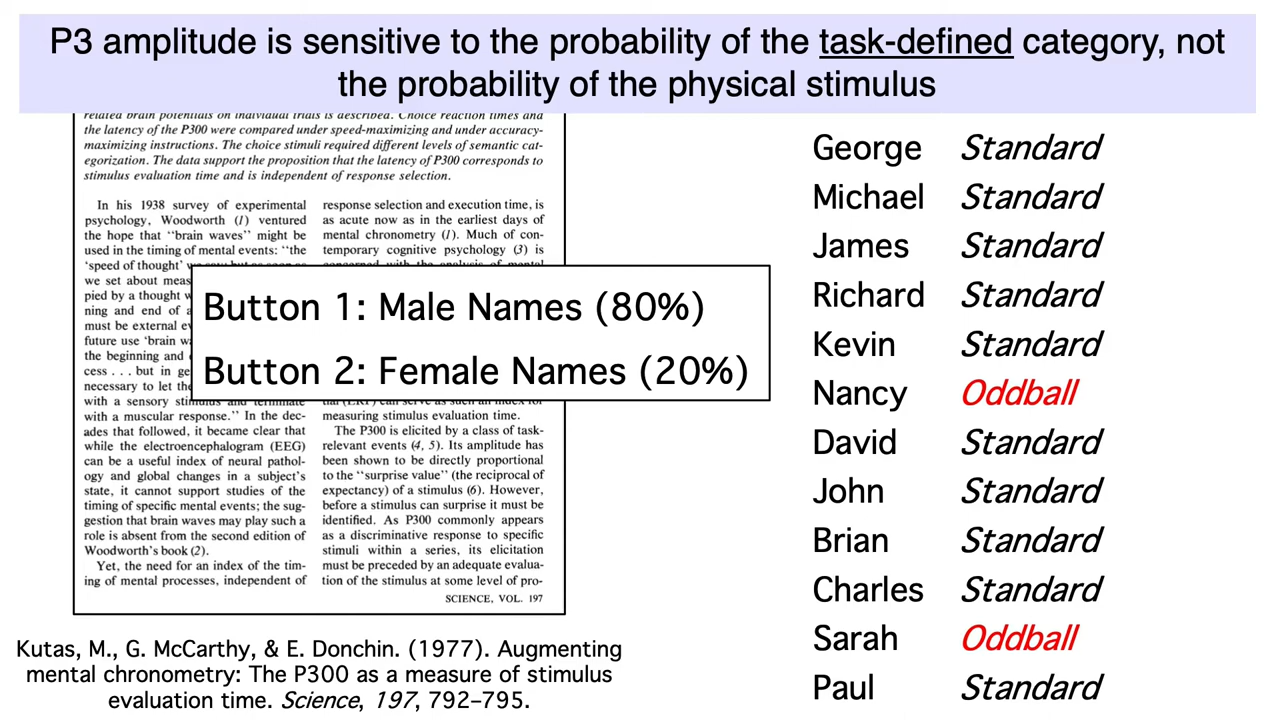 P3 amplitude is sensitive to the probability of the task-defined category, not
the probability of the physical stimulus
related brain potentials on individual trials is described. Choice reaction times and
the latency of the P300 were compared under speed-maximizing and under accuracy-
maximizing instructions. The choice stimuli required different levels of semantic cat-
egorization. The data support the proposition that the latency of P300 corresponds to
stimulus evaluation time and is independent of response selection.
In his 1938 survey of experimental
psychology, Woodworth (1) ventured
the hope that "brain waves" might be
used in the timing of mental events: "the
'speed of thought'
we set about
pied by a thought
ning and end of
must be external
future use 'brain
the beginning and
cess . . . but in
necessary to let the
with a sensory stimulus and terminate
with a muscular response." In the dec-
ades that followed, it became clear that
while the electroencephalogram (EEG)
can be a useful index of neural pathol-
ogy and global changes in a subject's
state, it cannot support studies of the
timing of specific mental events; the sug-
gestion that brain waves may play such a
role is absent from the second edition of
Woodworth's book (2).
Yet, the need for an index of the tim-
ing of mental processes, independent of
response selection and execution time, is
as acute now as in the earliest days of
mental chronometry (1). Much of con-
temporary cognitive psychology (3) is
concerned with the analysis of mental
measuring stimulus evaluation time.
The P300 is elicited by a class of task-
relevant events (4, 5). Its amplitude has
been shown to be directly proportional
to the "surprise value" (the reciprocal of
expectancy) of a stimulus (6). However,
before a stimulus can surprise it must be
identified. As P300 commonly appears
as a discriminative response to specific
stimuli within a series, its elicitation
must be preceded by an adequate evalua-
tion of the stimulus at some level of pro-
SCIENCE, VOL. 197
Button 1: Male Names (80%)
Button 2: Female Names (20%)
Kutas, M., G. McCarthy, & E. Donchin. (1977). Augmenting
mental chronometry: The P300 as a measure of stimulus
evaluation time. Science, 197, 792–795.
George Standard
Michael Standard
James Standard
Richard Standard
Kevin Standard
Nancy Oddball
David Standard
John Standard
Brian Standard
Charles Standard
Sarah Oddball
Paul Standard